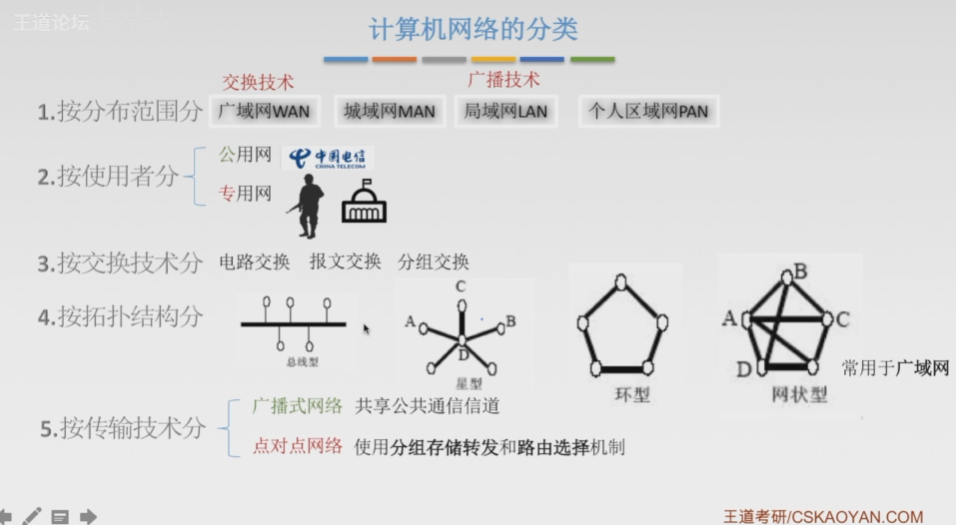 王道论坛
计算机网络的分类
交换技术 广播技术
1.按分布范围分 广域网WAN 城域网MAN 局域网LAN 个人区域网PAN
2.按使用者分
公用网 中国电信
CHINA TELECOM
专用网
3.按交换技术分 电路交换 报文交换 分组交换
4.按拓扑结构分
总线型
C
A B
D
星型
环型
B
A C
D
网状型
常用于广域网
5.按传输技术分
广播式网络 共享公共通信信道
点对点网络 使用分组存储转发和路由选择机制
王道考研/CSKAOYAN.COM